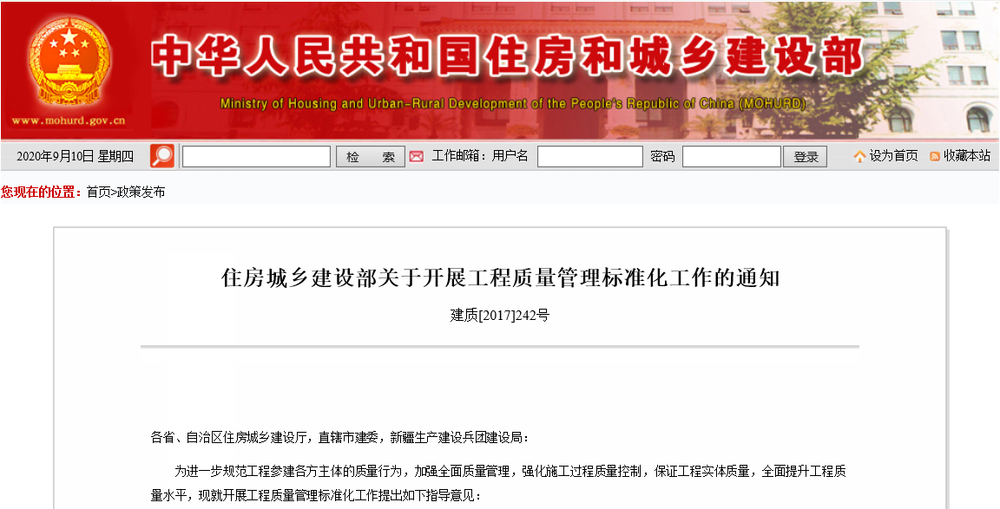 中华人民共和国住房和城乡建设部
Ministry of Housing and Urban-Rural Development of the People's Republic of China (MOHURD)
www.mohurd.gov.cn
2020年9月10日 星期四 检 索 工作邮箱：用户名 密码 登录 设为首页 收藏本站
您现在的位置：首页>政策发布
住房城乡建设部关于开展工程质量管理标准化工作的通知
建质[2017]242号
各省、自治区住房城乡建设厅，直辖市建委，新疆生产建设兵团建设局：
为进一步规范工程参建各方主体的质量行为，加强全面质量管理，强化施工过程质量控制，保证工程实体质量，全面提升工程质
量水平，现就开展工程质量管理标准化工作提出如下指导意见：